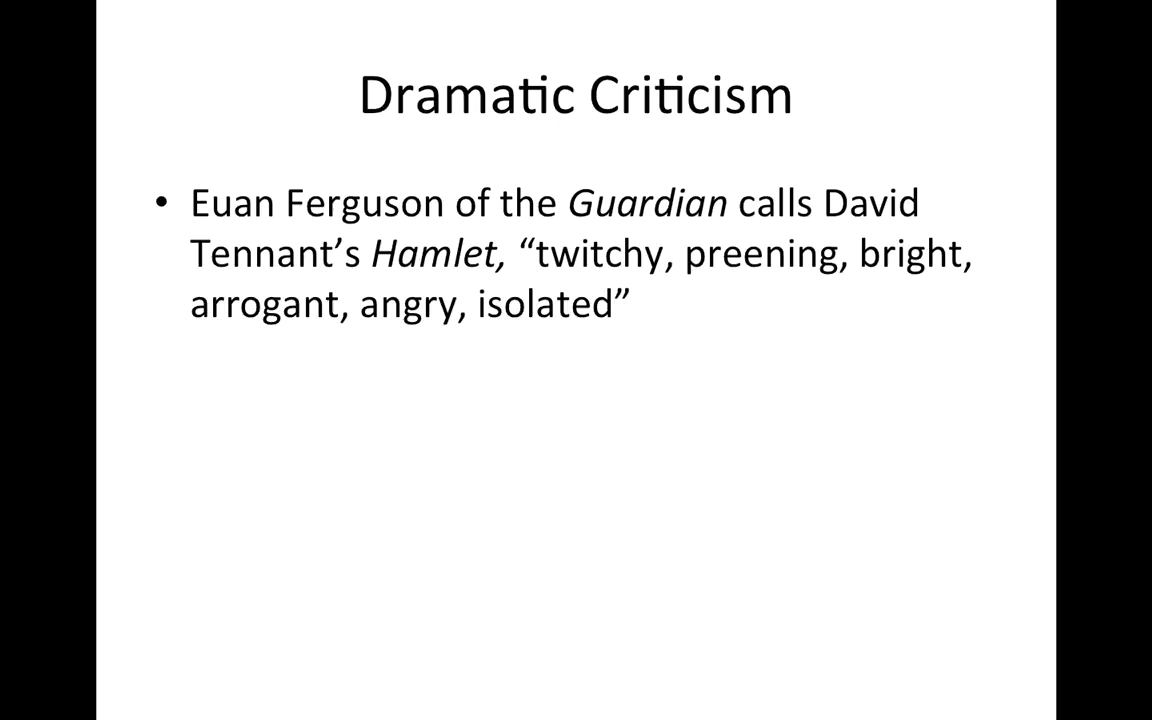 Dramatic Criticism
• Euan Ferguson of the Guardian calls David
Tennant’s Hamlet, “twitchy, preening, bright,
arrogant, angry, isolated”